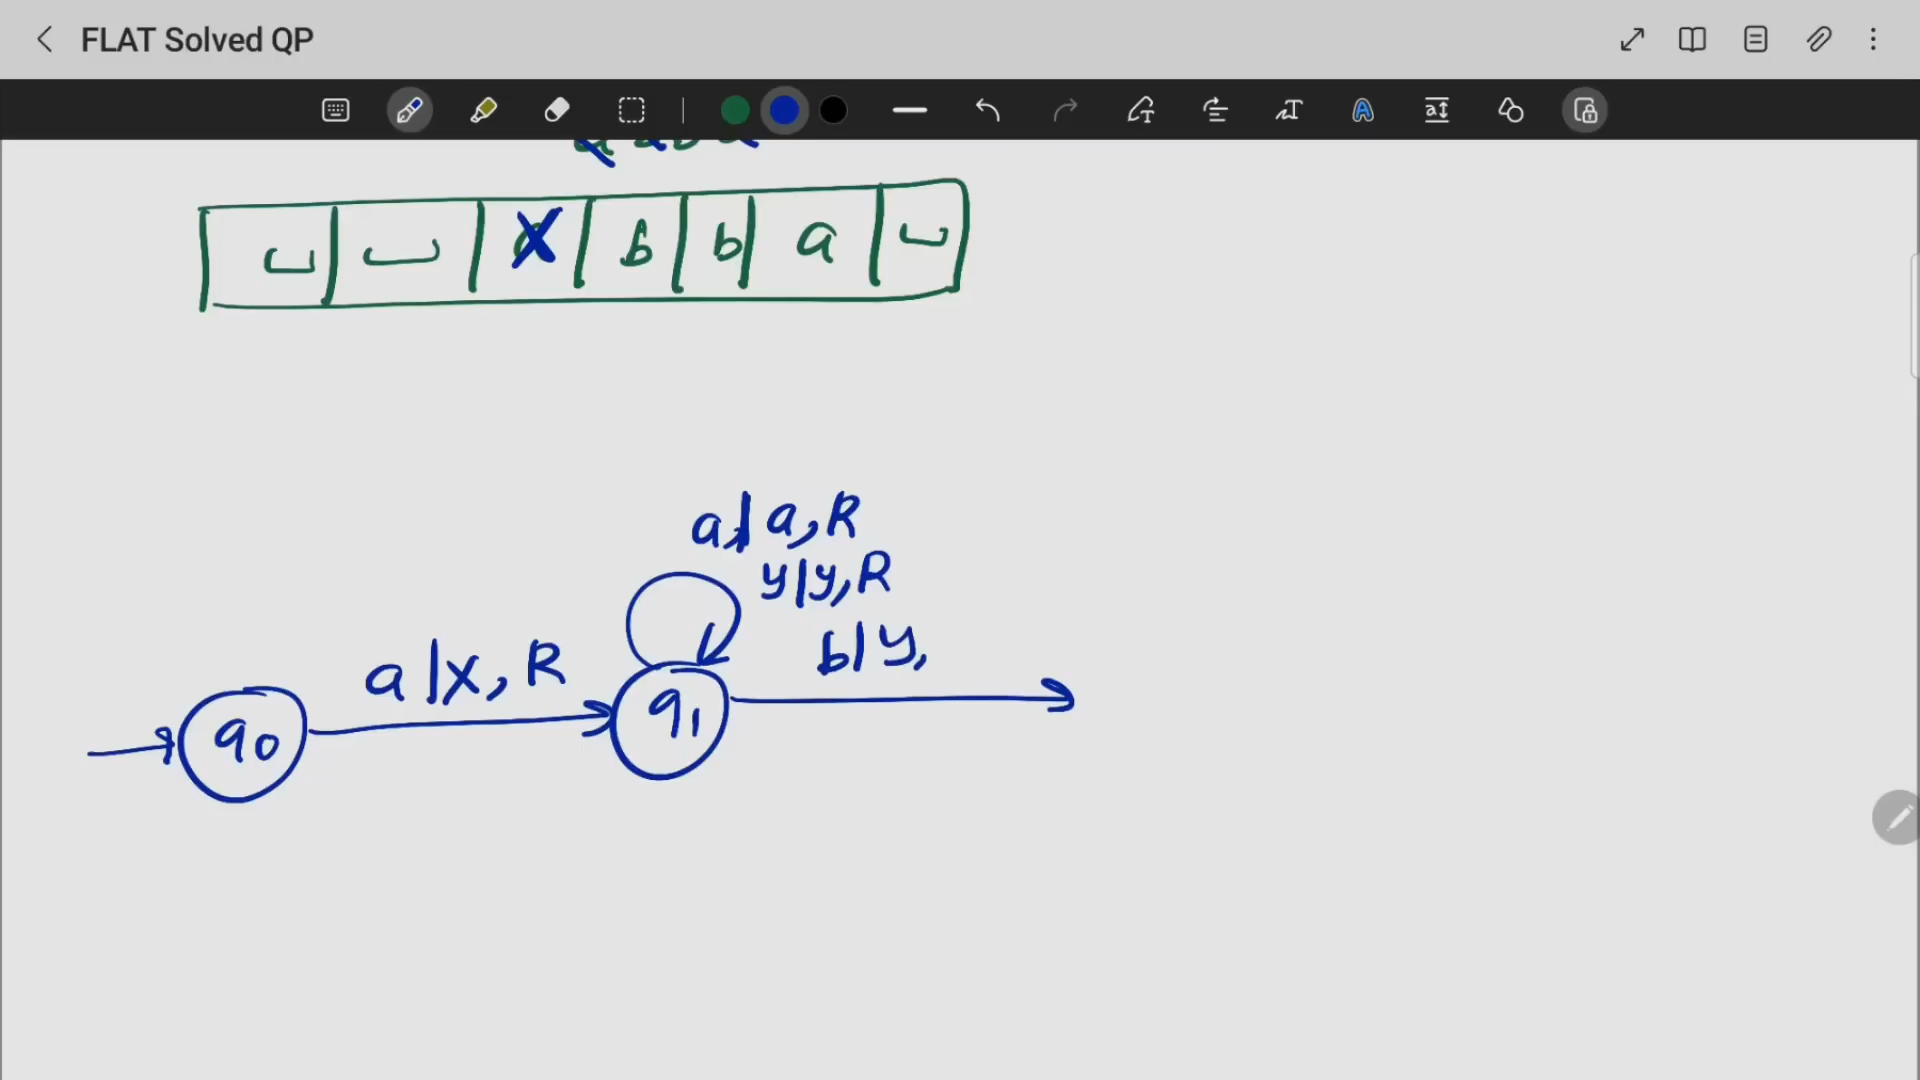 FLAT Solved QP
␣ ␣ X b b a ␣
a/a,R
y|y,R
b|y,
a|x,R
q0 q1